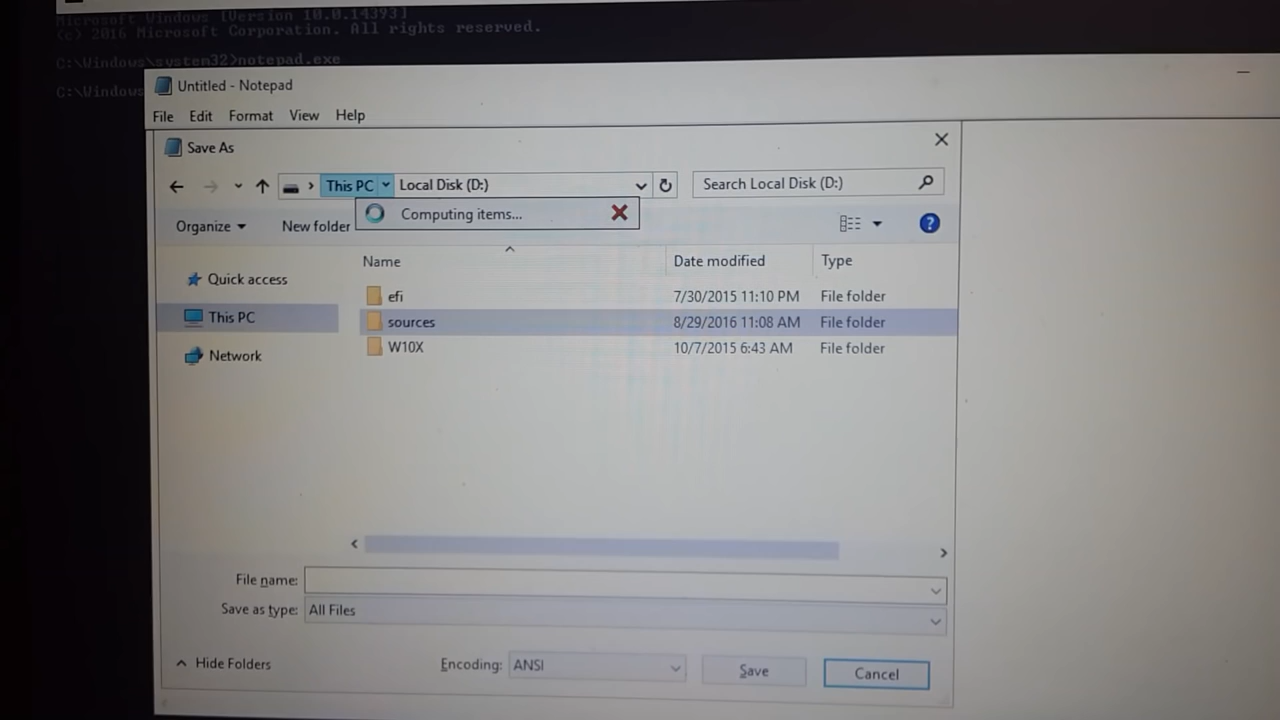 Microsoft Windows [Version 10.0.14393]
(c) 2016 Microsoft Corporation. All rights reserved.
C:\Windows\system32>notepad.exe
C:\Windows
Untitled - Notepad
File Edit Format View Help
Save As
This PC Local Disk (D:) Search Local Disk (D:)
Computing items...
Organize New folder
Name Date modified Type
Quick access
efi 7/30/2015 11:10 PM File folder
This PC
sources 8/29/2016 11:08 AM File folder
W10X 10/7/2015 6:43 AM File folder
Network
File name:
Save as type: All Files
Hide Folders Encoding: ANSI Save Cancel